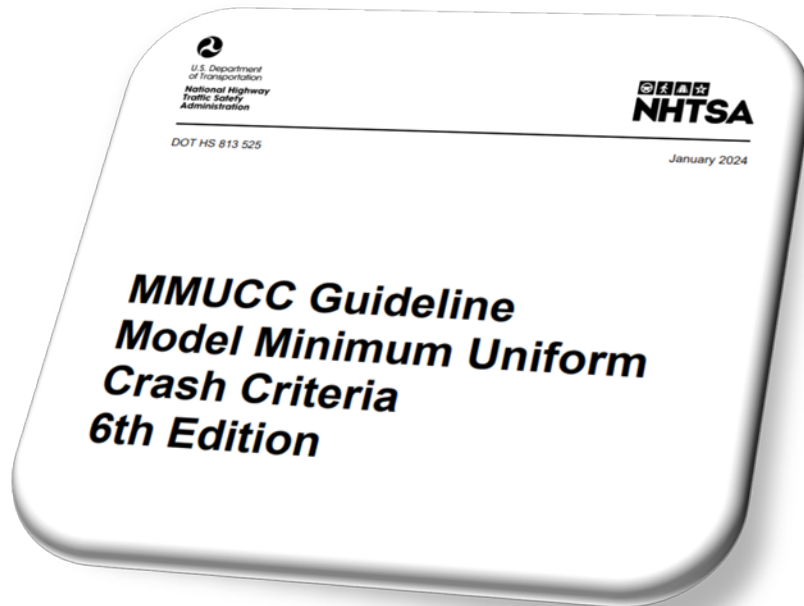 U.S. Department
of Transportation
National Highway
Traffic Safety
Administration
NHTSA
DOT HS 813 525
January 2024
MMUCC Guideline
Model Minimum Uniform
Crash Criteria
6th Edition